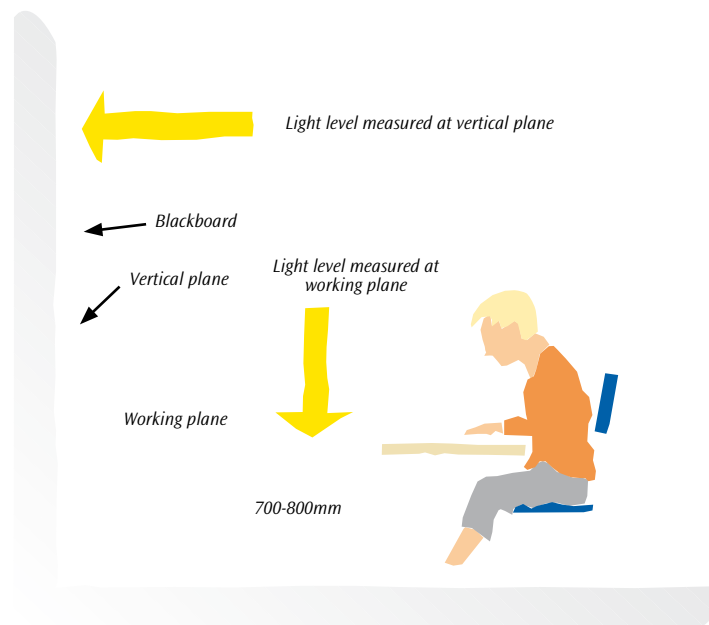 Light level measured at vertical plane
Blackboard
Vertical plane
Light level measured at
working plane
Working plane
700-800mm